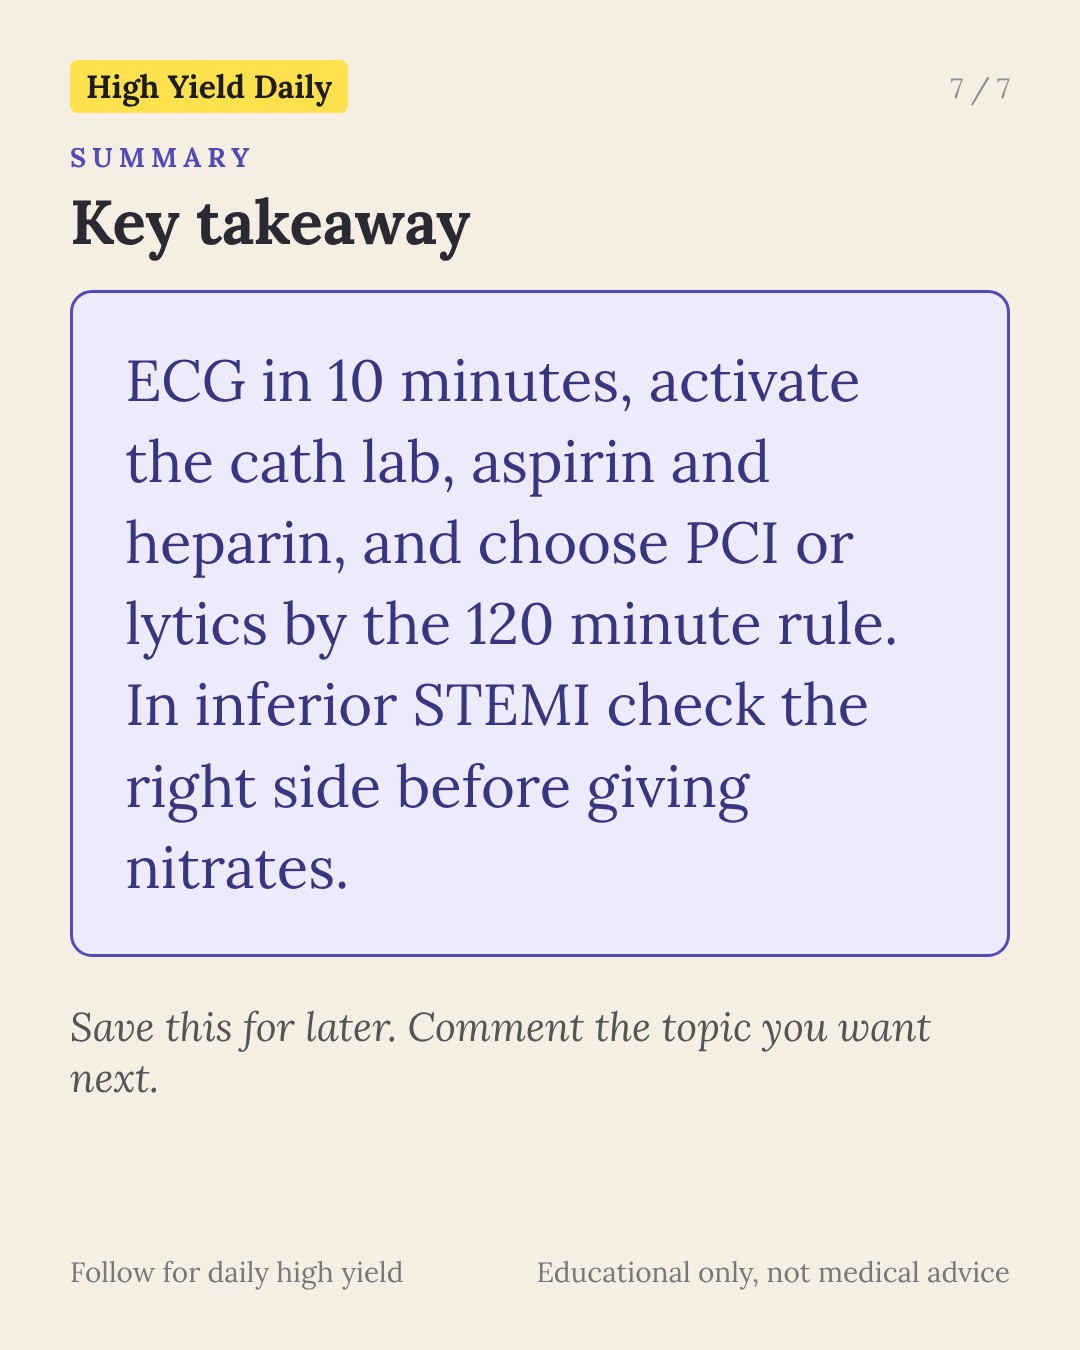 High Yield Daily
7 / 7
SUMMARY
Key takeaway
ECG in 10 minutes, activate
the cath lab, aspirin and
heparin, and choose PCI or
lytics by the 120 minute rule.
In inferior STEMI check the
right side before giving
nitrates.
Save this for later. Comment the topic you want
next.
Follow for daily high yield
Educational only, not medical advice